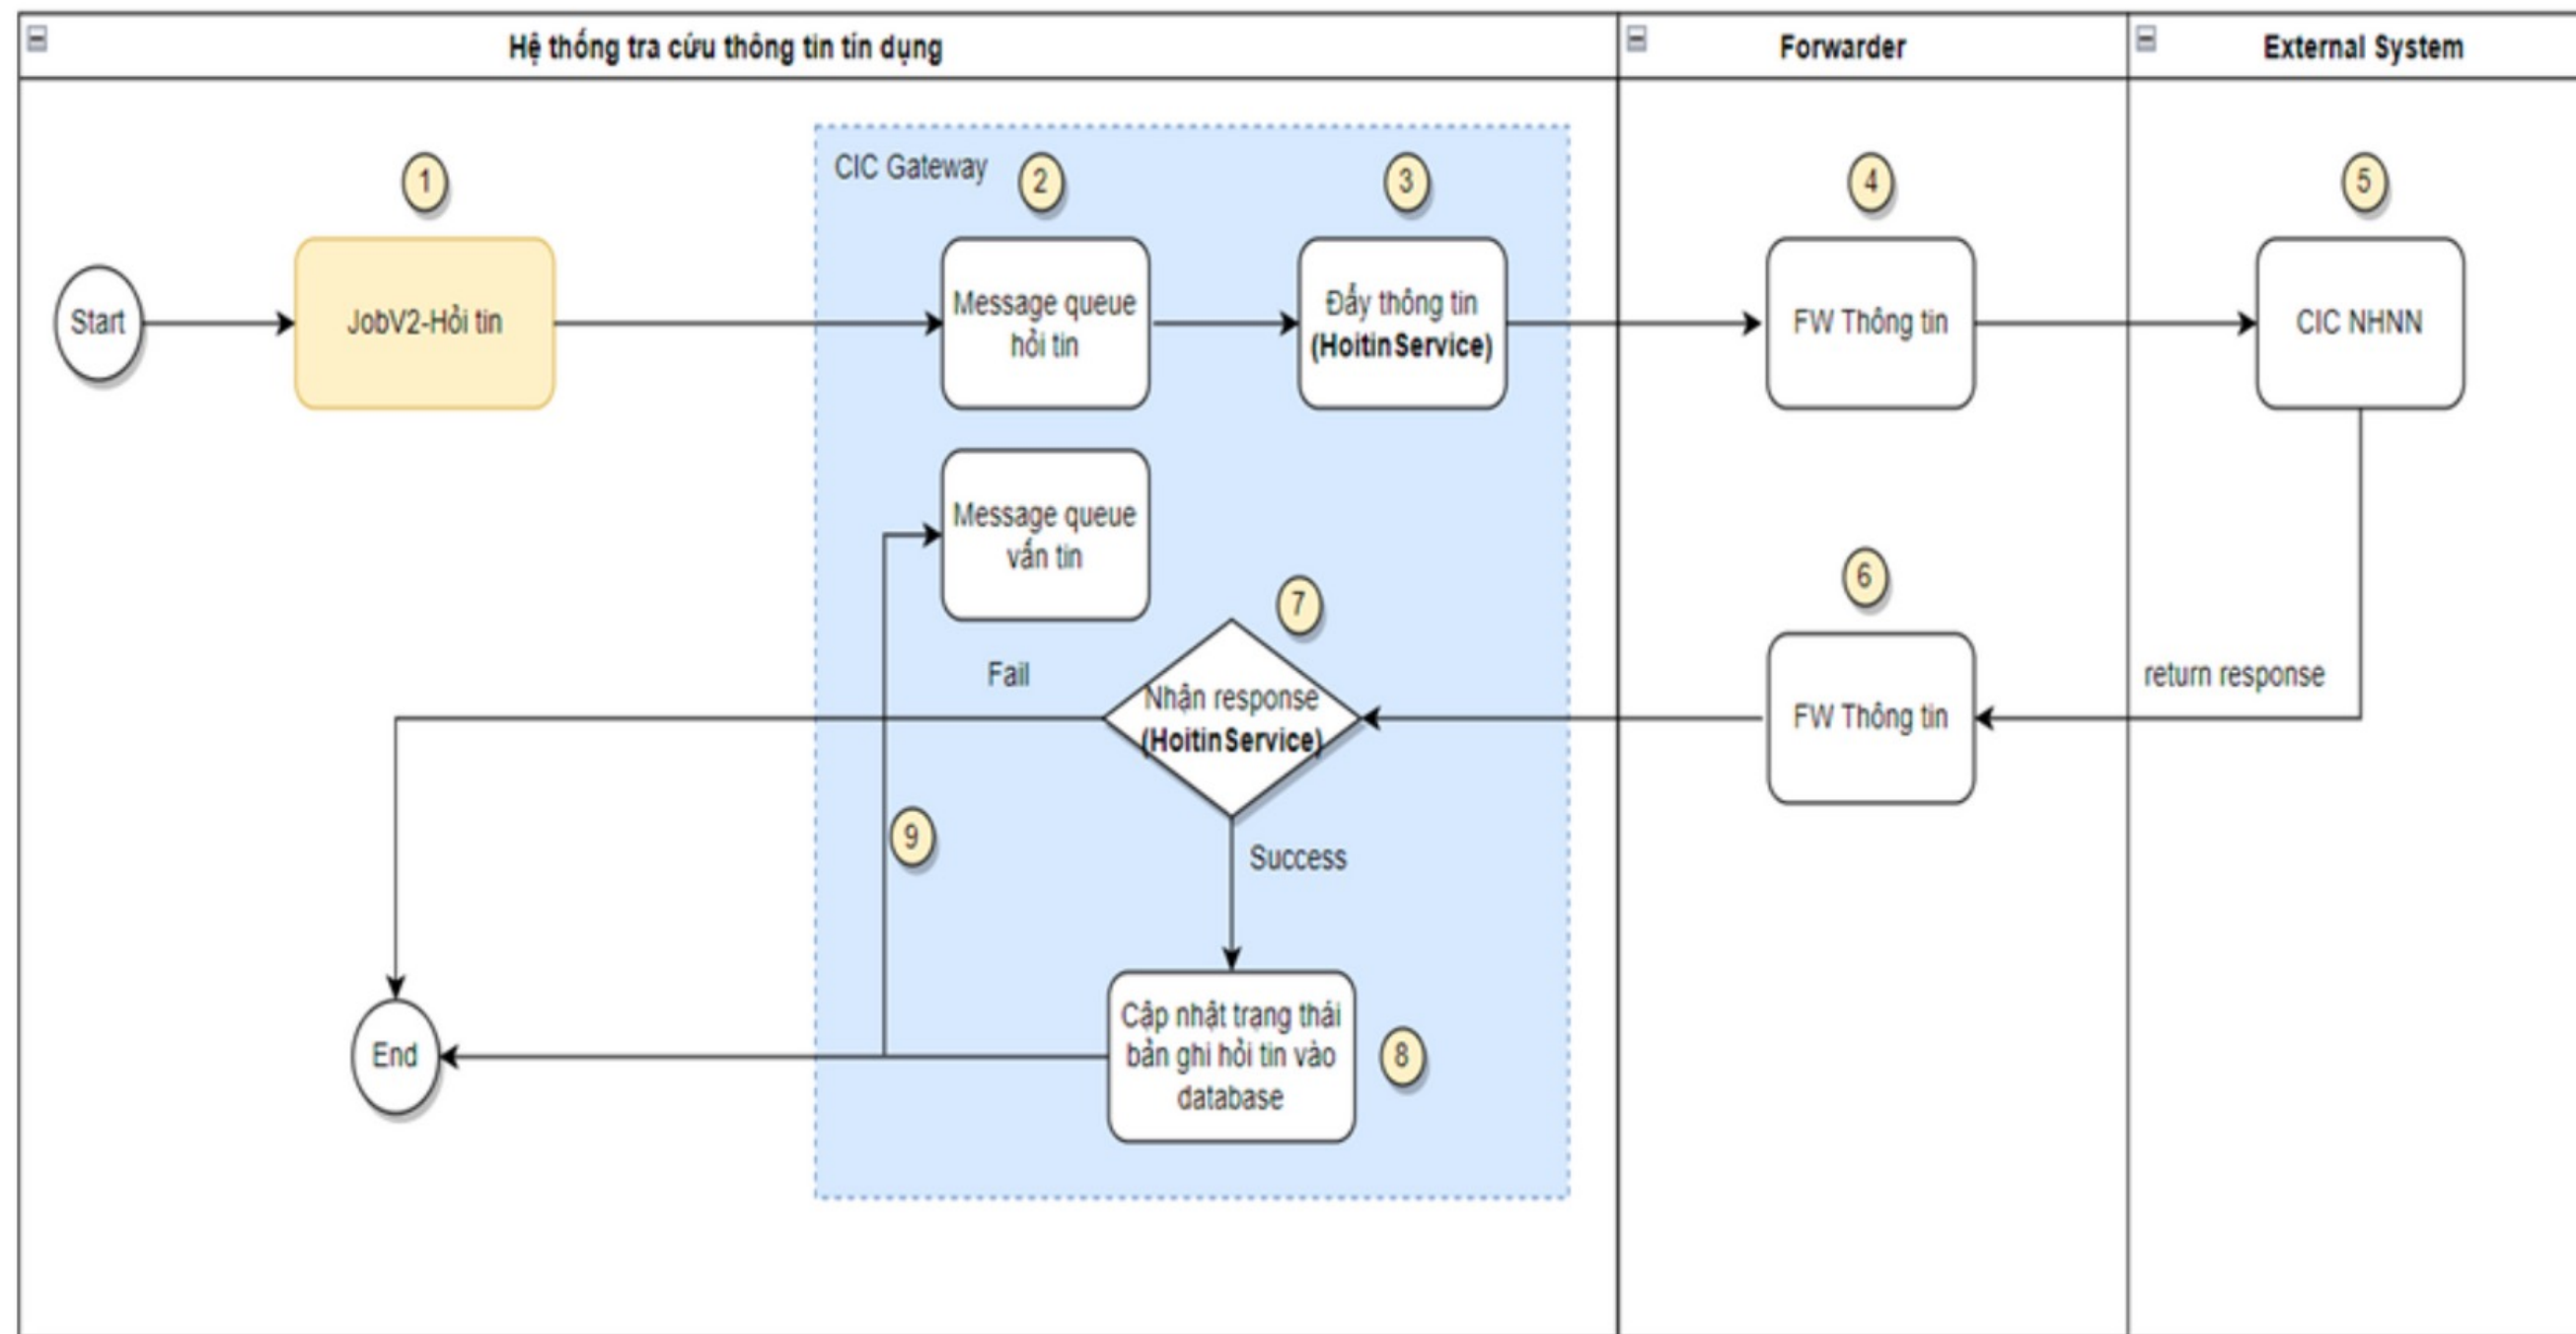 Hệ thống tra cứu thông tin tín dụng
Forwarder
External System
CIC Gateway
1
2
3
4
5
Start
JobV2-Hỏi tin
Message queue
hỏi tin
Đẩy thông tin
(HoitinService)
FW Thông tin
CIC NHNN
Message queue
vấn tin
6
7
Fail
Nhận response
(HoitinService)
FW Thông tin
return response
9
Success
End
Cập nhật trạng thái
bản ghi hỏi tin vào
database
8